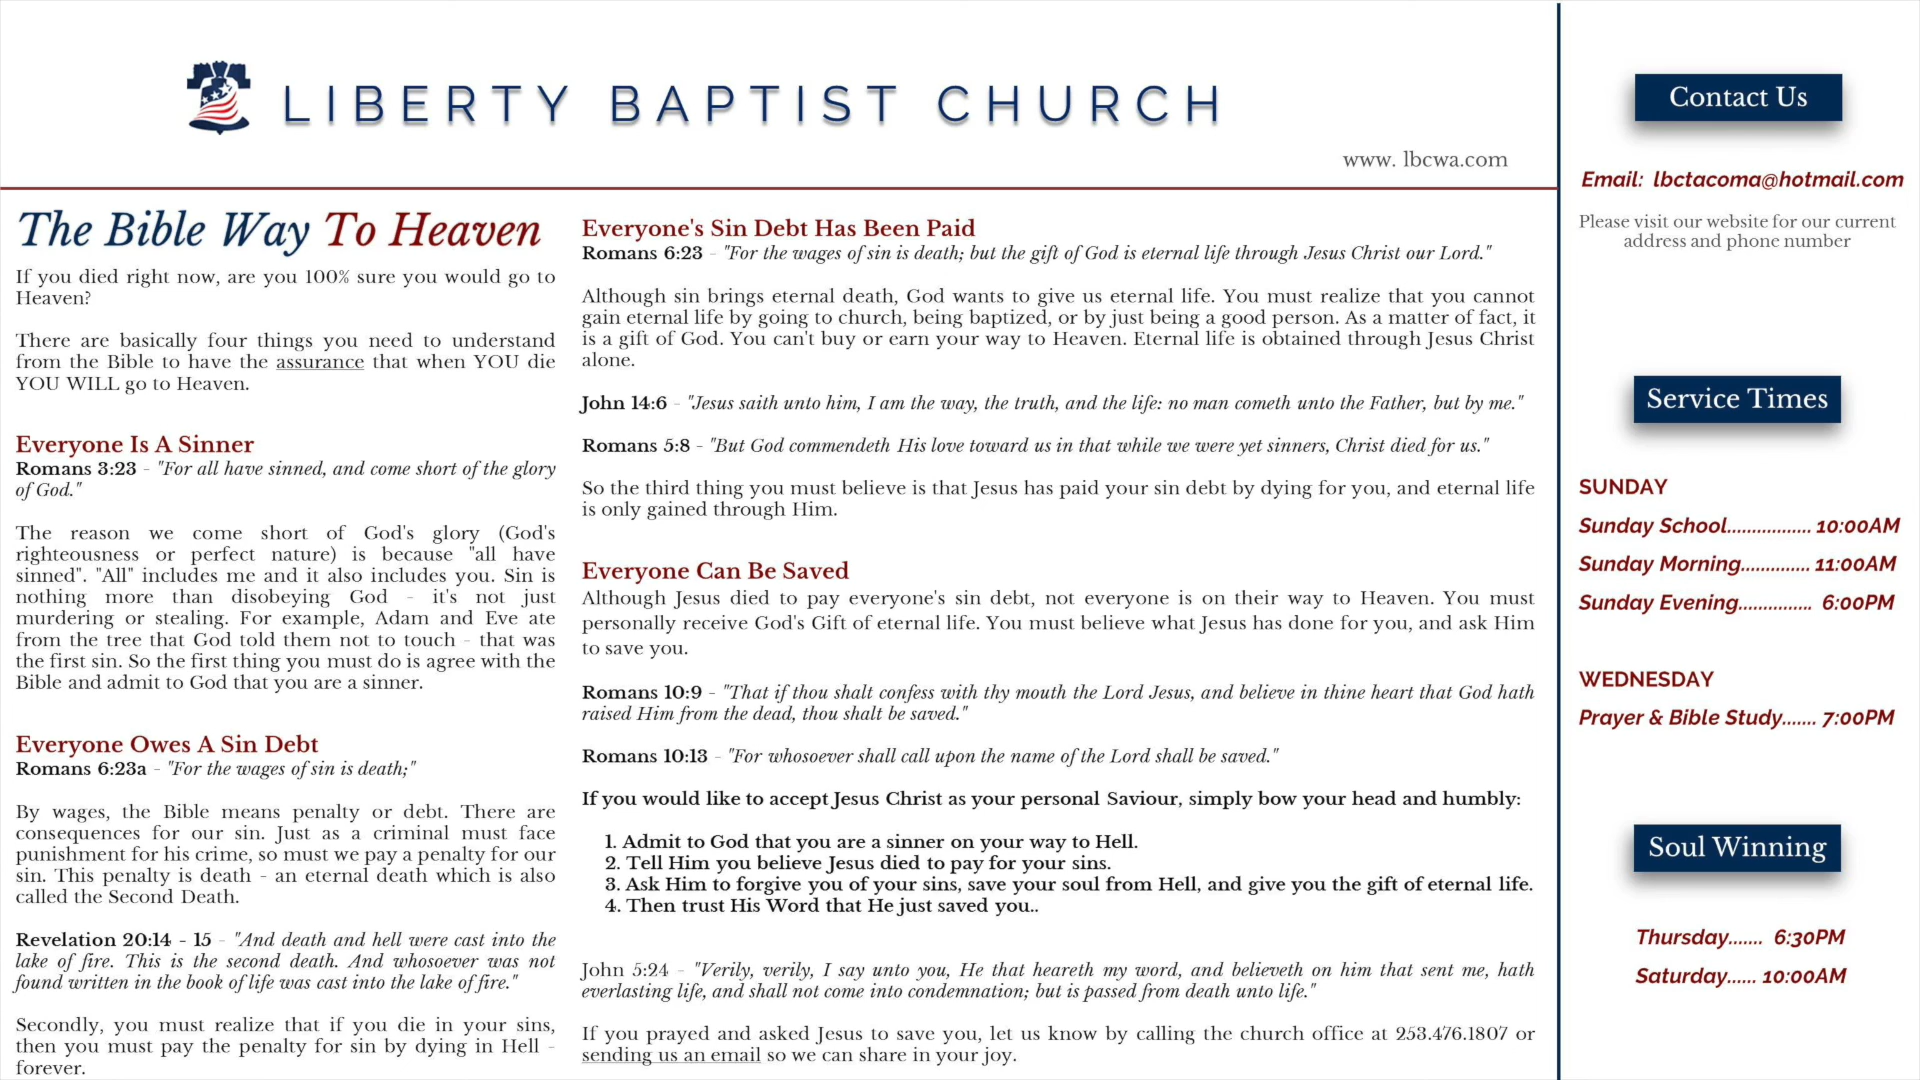 LIBERTY BAPTIST CHURCH
www. lbcwa.com
The Bible Way To Heaven
If you died right now, are you 100% sure you would go to
Heaven?
There are basically four things you need to understand
from the Bible to have the assurance that when YOU die
YOU WILL go to Heaven.
Everyone Is A Sinner
Romans 3:23 - "For all have sinned, and come short of the glory
of God."
The reason we come short of God's glory (God's
righteousness or perfect nature) is because "all have
sinned". "All" includes me and it also includes you. Sin is
nothing more than disobeying God - it's not just
murdering or stealing. For example, Adam and Eve ate
from the tree that God told them not to touch - that was
the first sin. So the first thing you must do is agree with the
Bible and admit to God that you are a sinner.
Everyone Owes A Sin Debt
Romans 6:23a - "For the wages of sin is death;"
By wages, the Bible means penalty or debt. There are
consequences for our sin. Just as a criminal must face
punishment for his crime, so must we pay a penalty for our
sin. This penalty is death - an eternal death which is also
called the Second Death.
Revelation 20:14 - 15 - "And death and hell were cast into the
lake of fire. This is the second death. And whosoever was not
found written in the book of life was cast into the lake of fire."
Secondly, you must realize that if you die in your sins,
then you must pay the penalty for sin by dying in Hell -
forever.
Everyone's Sin Debt Has Been Paid
Romans 6:23 - "For the wages of sin is death; but the gift of God is eternal life through Jesus Christ our Lord."
Although sin brings eternal death, God wants to give us eternal life. You must realize that you cannot
gain eternal life by going to church, being baptized, or by just being a good person. As a matter of fact, it
is a gift of God. You can't buy or earn your way to Heaven. Eternal life is obtained through Jesus Christ
alone.
John 14:6 - "Jesus saith unto him, I am the way, the truth, and the life: no man cometh unto the Father, but by me."
Romans 5:8 - "But God commendeth His love toward us in that while we were yet sinners, Christ died for us."
So the third thing you must believe is that Jesus has paid your sin debt by dying for you, and eternal life
is only gained through Him.
Everyone Can Be Saved
Although Jesus died to pay everyone's sin debt, not everyone is on their way to Heaven. You must
personally receive God's Gift of eternal life. You must believe what Jesus has done for you, and ask Him
to save you.
Romans 10:9 - "That if thou shalt confess with thy mouth the Lord Jesus, and believe in thine heart that God hath
raised Him from the dead, thou shalt be saved."
Romans 10:13 - "For whosoever shall call upon the name of the Lord shall be saved."
If you would like to accept Jesus Christ as your personal Saviour, simply bow your head and humbly:
1. Admit to God that you are a sinner on your way to Hell.
2. Tell Him you believe Jesus died to pay for your sins.
3. Ask Him to forgive you of your sins, save your soul from Hell, and give you the gift of eternal life.
4. Then trust His Word that He just saved you..
John 5:24 - "Verily, verily, I say unto you, He that heareth my word, and believeth on him that sent me, hath
everlasting life, and shall not come into condemnation; but is passed from death unto life."
If you prayed and asked Jesus to save you, let us know by calling the church office at 253.476.1807 or
sending us an email so we can share in your joy.
Contact Us
Email: lbctacoma@hotmail.com
Please visit our website for our current
address and phone number
Service Times
SUNDAY
Sunday School................. 10:00AM
Sunday Morning.............. 11:00AM
Sunday Evening............... 6:00PM
WEDNESDAY
Prayer & Bible Study....... 7:00PM
Soul Winning
Thursday....... 6:30PM
Saturday...... 10:00AM